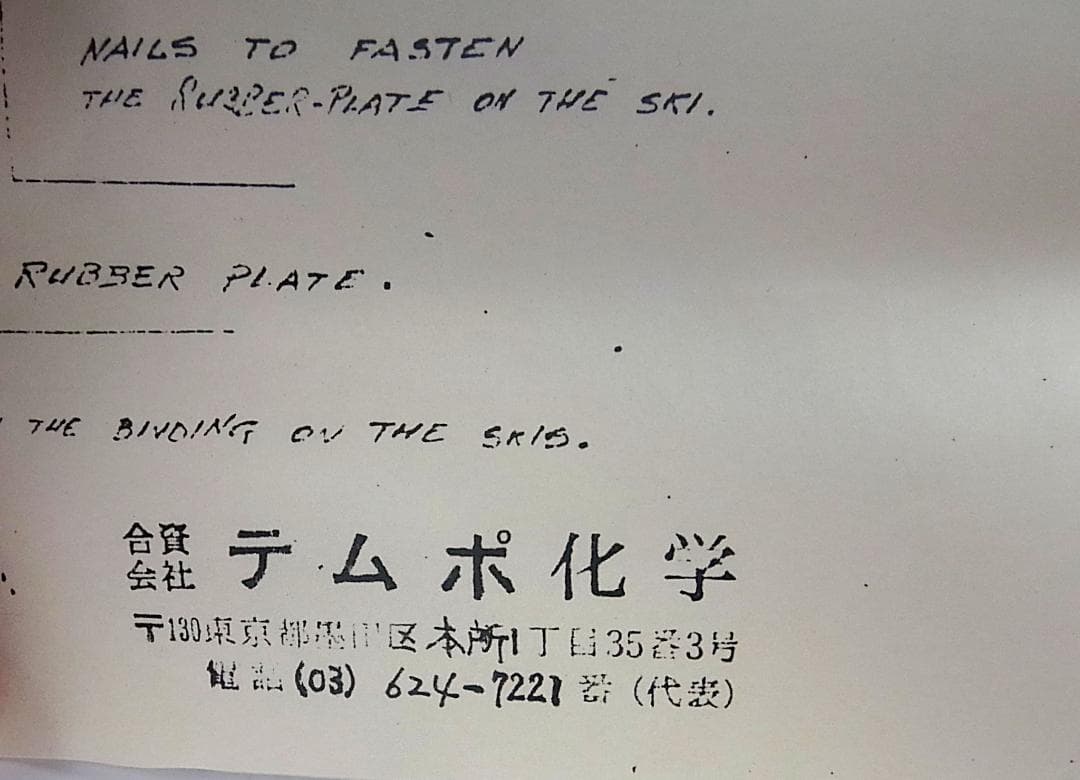 NAILS TO FASTEN
THE RUBBER-PLATE ON THE SKI.
RUBBER PLATE.
THE BINDING ON THE SKIS.
合資会社 テムポ化学
〒130東京都墨田区本所1丁目35番3号
電話(03) 624-7221番(代表)